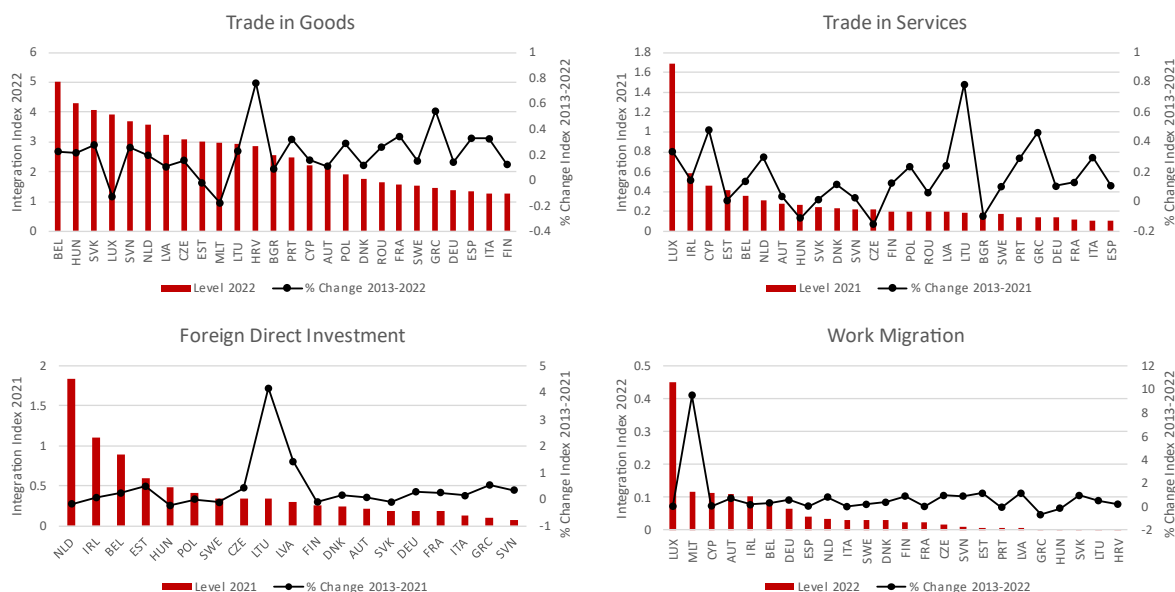 Trade in Goods
Integration Index 2022
6
5
4
3
2
1
0
1
0.8
0.6
0.4
0.2
0
-0.2
-0.4
% Change Index 2013-2022
BEL HUN SVK LUX SVN NLD LVA CZE EST MLT LTU HRV BGR PRT CYP AUT POL DNK ROU FRA SWE GRC DEU ESP ITA FIN
Level 2022 % Change 2013-2022
Trade in Services
Integration Index 2021
1.8
1.6
1.4
1.2
1
0.8
0.6
0.4
0.2
0
1
0.8
0.6
0.4
0.2
0
-0.2
% Change Index 2013-2021
LUX IRL CYP EST BEL NLD AUT HUN SVK DNK SVN CZE FIN POL ROU LVA LTU BGR SWE PRT GRC DEU FRA ITA ESP
Level 2021 % Change 2013-2021
Foreign Direct Investment
Integration Index 2021
2
1.5
1
0.5
0
5
4
3
2
1
0
-1
% Change Index 2013-2021
NLD IRL BEL EST HUN POL SWE CZE LTU LVA FIN DNK AUT SVK DEU FRA ITA GRC SVN
Level 2021 % Change 2013-2021
Work Migration
Integration Index 2022
0.5
0.4
0.3
0.2
0.1
0
12
10
8
6
4
2
0
-2
% Change Index 2013-2022
LUX MLT CYP AUT IRL BEL DEU ESP NLD ITA SWE DNK FIN FRA CZE SVN EST PRT LVA GRC HUN SVK LTU HRV
Level 2022 % Change 2013-2022